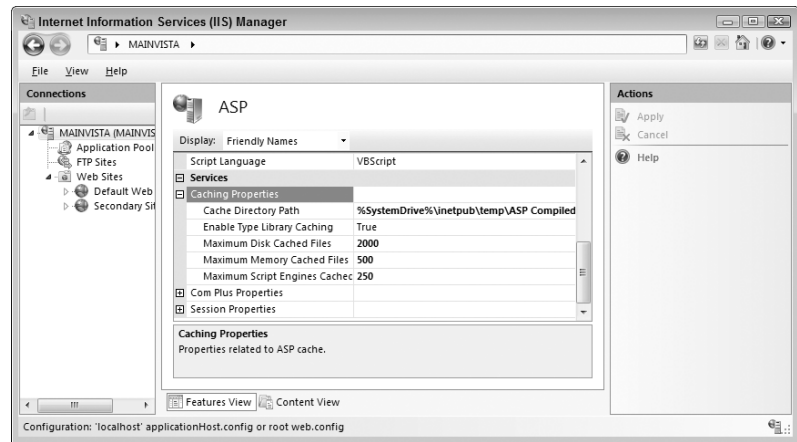 Internet Information Services (IIS) Manager
MAINVISTA
File View Help
Connections
MAINVISTA (MAINVIS
Application Pool
FTP Sites
Web Sites
Default Web
Secondary Sit
ASP
Display: Friendly Names
Script Language VBScript
Services
Caching Properties
Cache Directory Path %SystemDrive%\inetpub\temp\ASP Compiled
Enable Type Library Caching True
Maximum Disk Cached Files 2000
Maximum Memory Cached Files 500
Maximum Script Engines Cached 250
Com Plus Properties
Session Properties
Caching Properties
Properties related to ASP cache.
Features View Content View
Actions
Apply
Cancel
Help
Configuration: 'localhost' applicationHost.config or root web.config